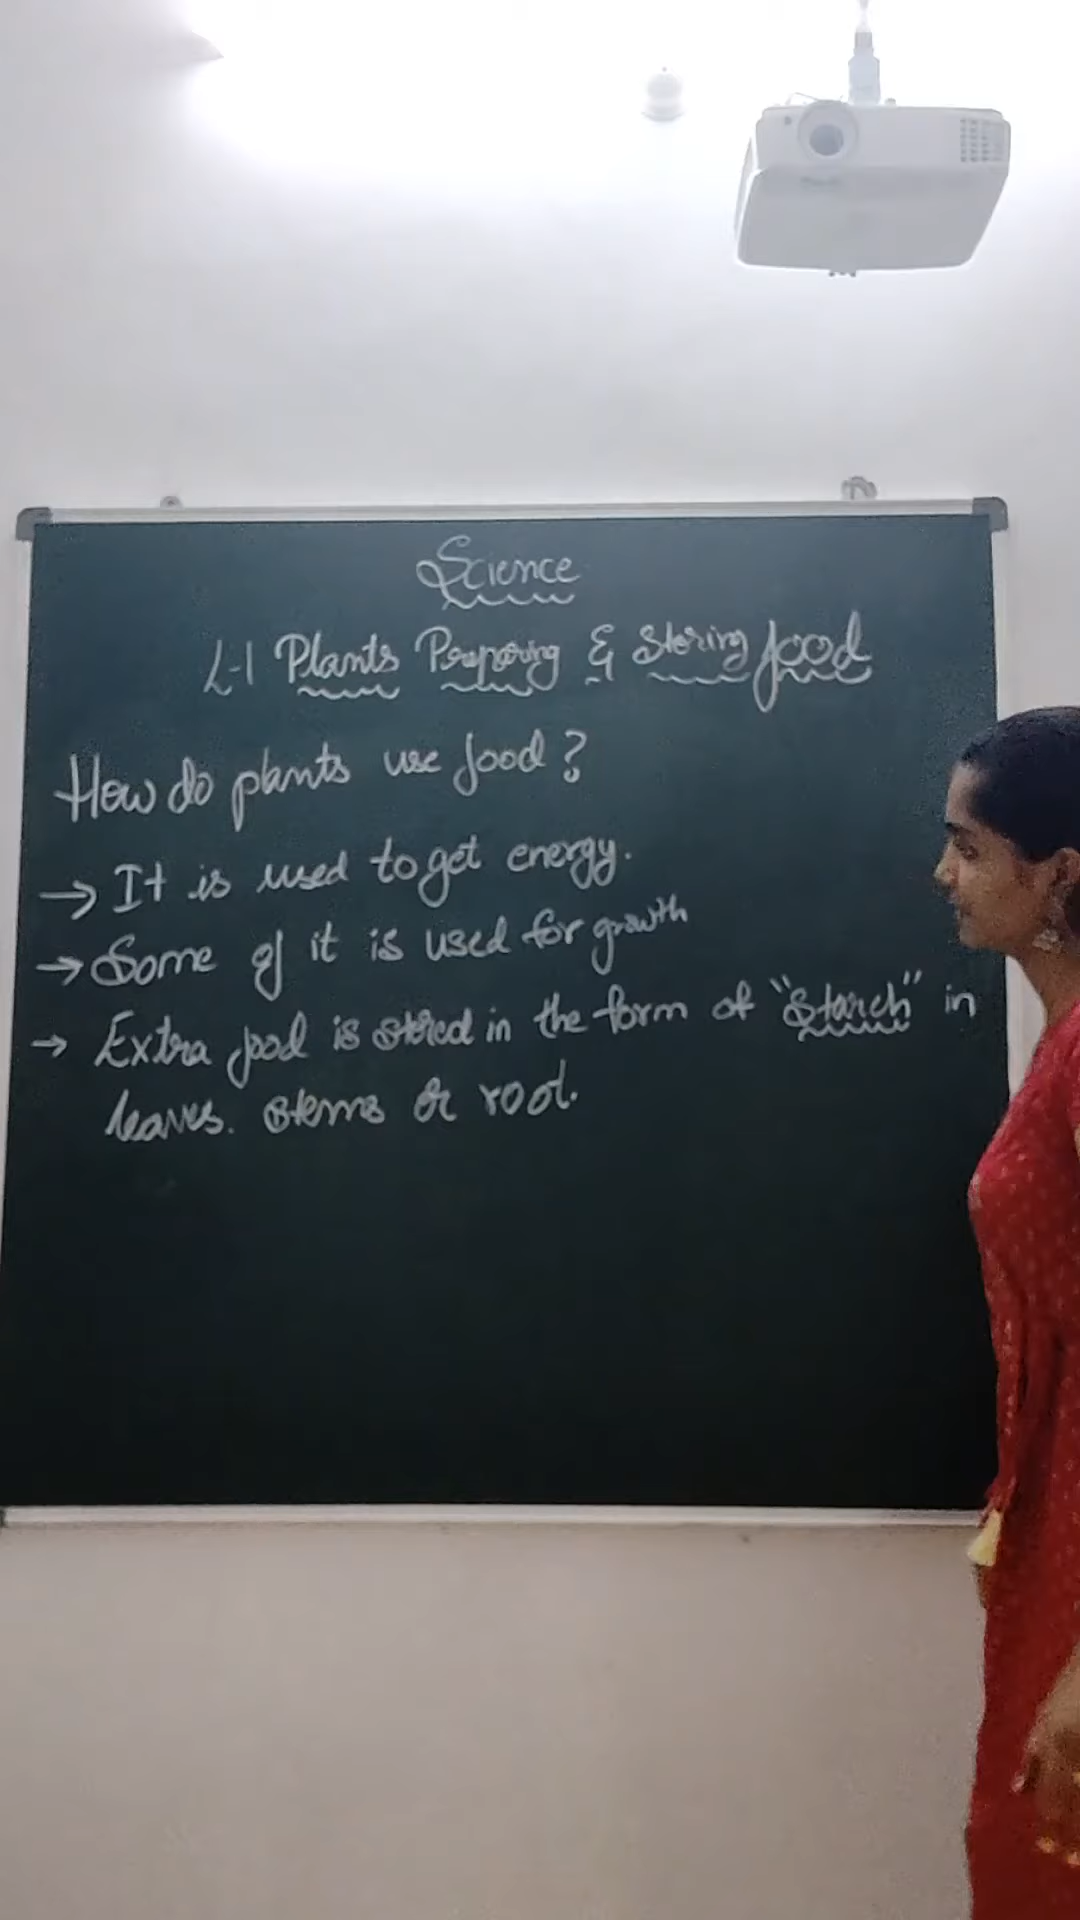 Science
L-1 Plants Preparing & Storing food
How do plants use food?
→ It is used to get energy.
→ Some of it is used for growth
→ Extra food is stored in the form of "Starch" in
leaves. stems or root.